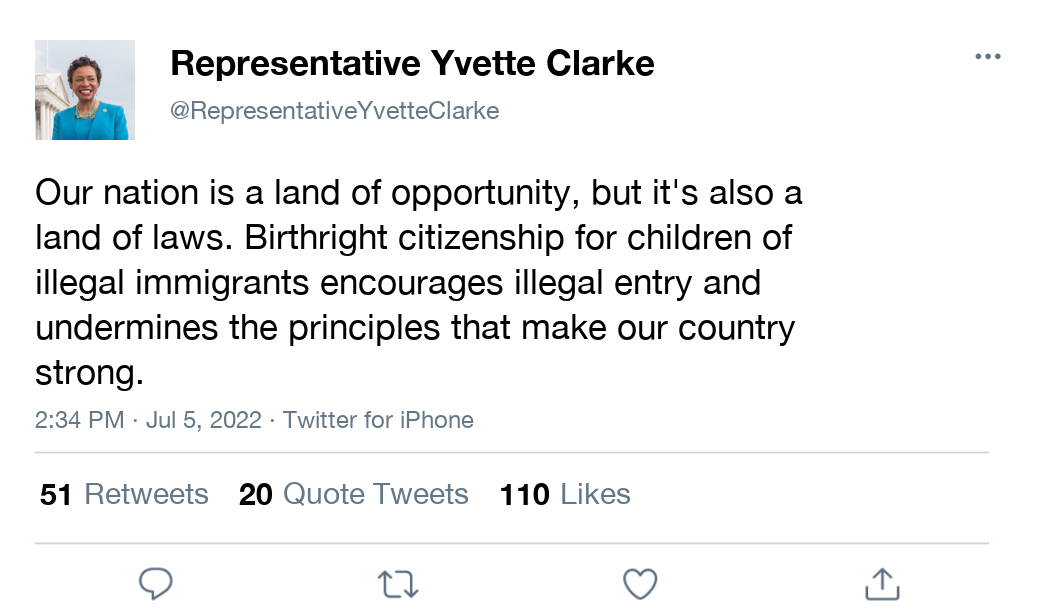 Representative Yvette Clarke
@RepresentativeYvetteClarke
Our nation is a land of opportunity, but it's also a
land of laws. Birthright citizenship for children of
illegal immigrants encourages illegal entry and
undermines the principles that make our country
strong.
2:34 PM · Jul 5, 2022 · Twitter for iPhone
51 Retweets 20 Quote Tweets 110 Likes